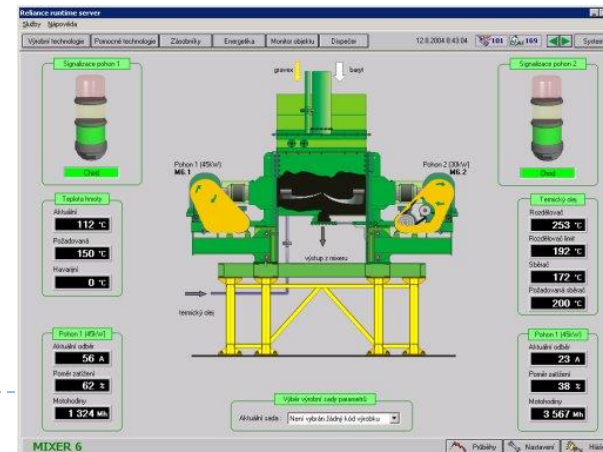 Reliance runtime server
Služby Nápověda
Výrobní technologie Pomocné technologie Zásobníky Energetika Monitor objektu Dispečer 12.8.2004 8:43:04 101 169 System
Signalizace pohon 1
Chod
Teplota hmoty
Aktuální
112 °C
Požadovaná
150 °C
Havarijní
0 °C
Pohon 1 (45kW)
Aktuální odběr
56 A
Poměr zatížení
62 %
Motohodiny
1 324 Mh
gravex baryt
Pohon 1 (45kW)
M6.1
Pohon 2 (30kW)
M6.2
výstup z mixeru
termický olej
Výběr výrobní sady parametrů
Aktuální sada : Není vybrán žádný kód výrobku
Signalizace pohon 2
Chod
Termický olej
Rozdělovač
253 °C
Rozdělovač limit
192 °C
Sběrač
172 °C
Požadovaná sběrač
200 °C
Pohon 1 (45kW)
Aktuální odběr
23 A
Poměr zatížení
38 %
Motohodiny
3 567 Mh
MIXER 6 Průběhy Nastavení